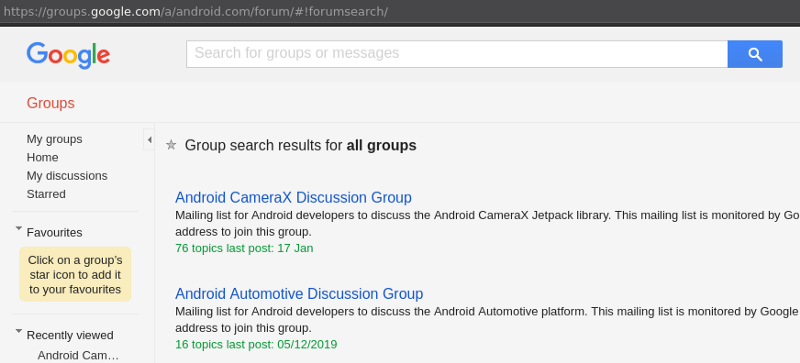 https://groups.google.com/a/android.com/forum/#!forumsearch/
Google
Search for groups or messages
Groups
My groups
Home
My discussions
Starred
Favourites
Click on a group's
star icon to add it
to your favourites
Recently viewed
Android Cam…
Group search results for all groups
Android CameraX Discussion Group
Mailing list for Android developers to discuss the Android CameraX Jetpack library. This mailing list is monitored by Go
address to join this group.
76 topics last post: 17 Jan
Android Automotive Discussion Group
Mailing list for Android developers to discuss the Android Automotive platform. This mailing list is monitored by Google
address to join this group.
16 topics last post: 05/12/2019